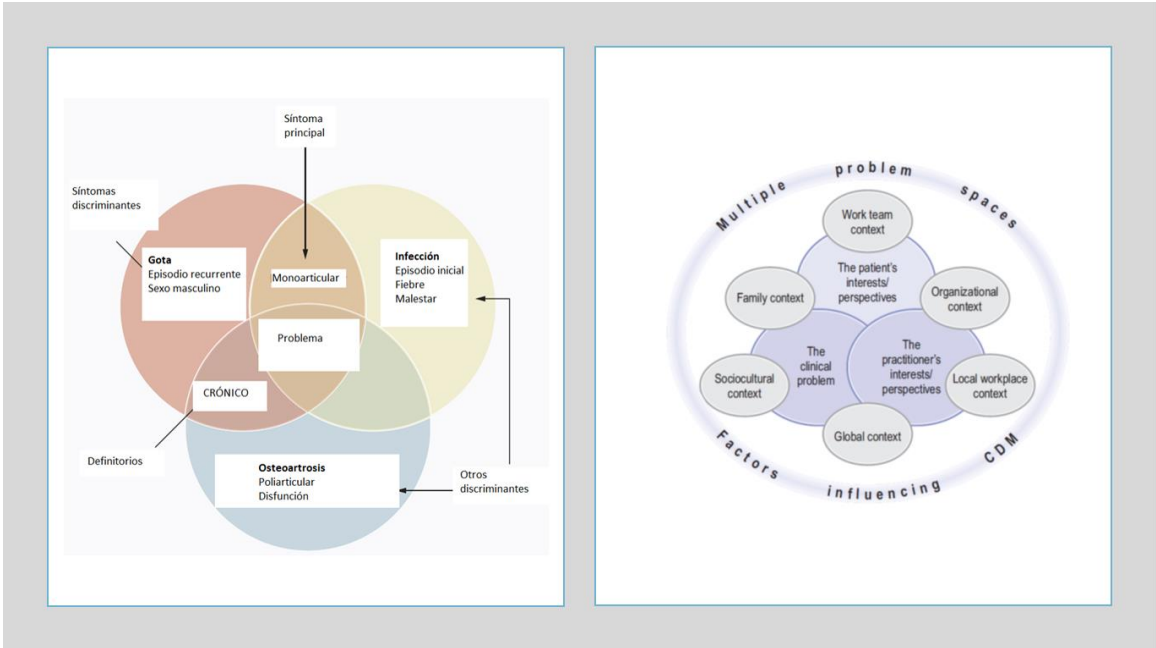 Síntoma
principal
Síntomas
discriminantes
Gota
Episodio recurrente
Sexo masculino
Monoarticular
Infección
Episodio inicial
Fiebre
Malestar
Problema
CRÓNICO
Definitorios
Osteoartrosis
Poliarticular
Disfunción
Otros
discriminantes
Multiple problem spaces
Work team
context
The patient's
interests/
perspectives
Family context
Organizational
context
The
clinical
problem
The
practitioner's
interests/
perspectives
Sociocultural
context
Local workplace
context
Global context
Factors influencing CDM